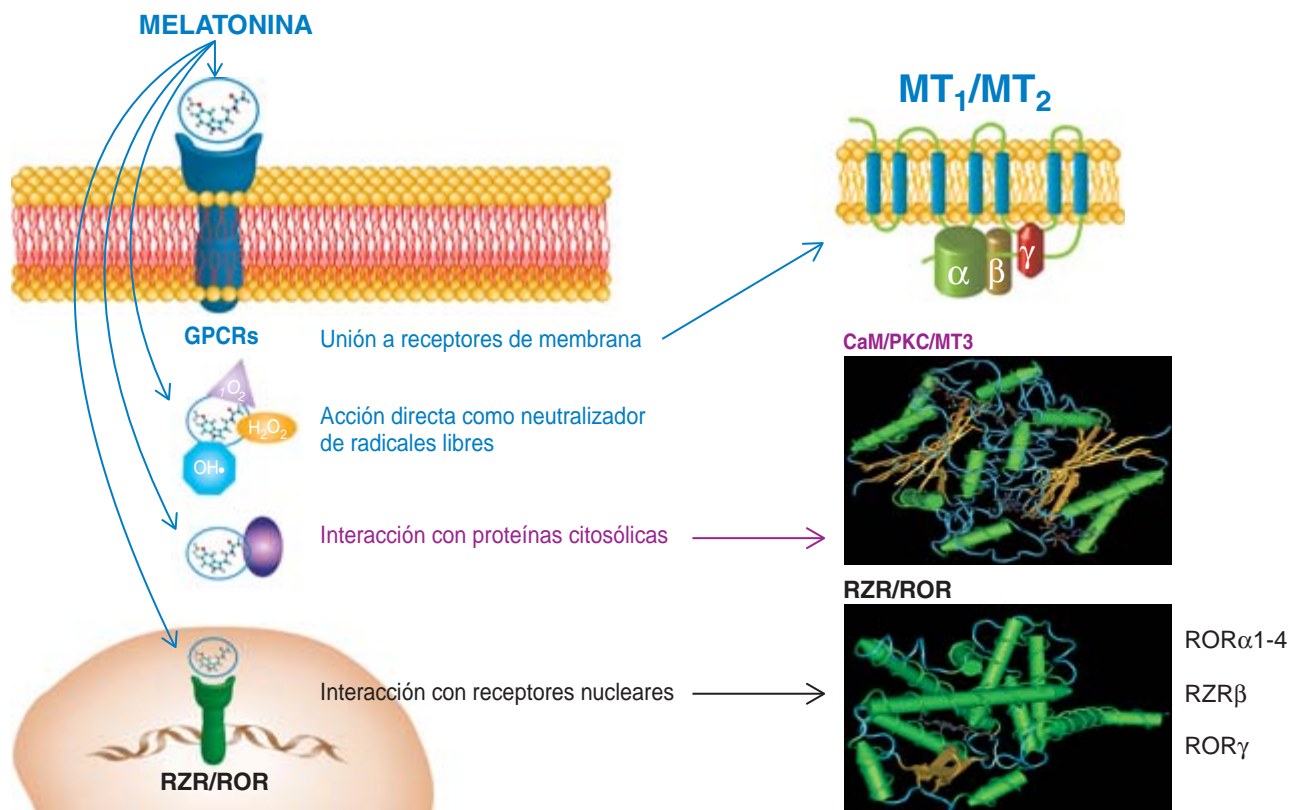 MELATONINA
MT₁/MT₂
α β γ
GPCRs
Unión a receptores de membrana
CaM/PKC/MT3
₁O₂
H₂O₂
OH•
Acción directa como neutralizador
de radicales libres
Interacción con proteínas citosólicas
RZR/ROR
RORα1-4
Interacción con receptores nucleares
RZRβ
RORγ
RZR/ROR